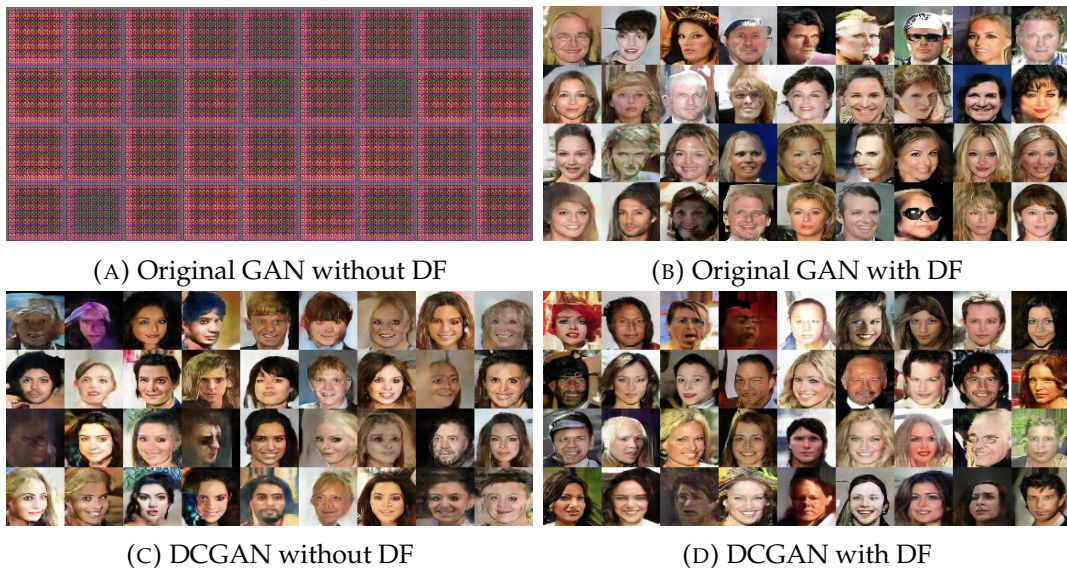 (A) Original GAN without DF
(B) Original GAN with DF
(C) DCGAN without DF
(D) DCGAN with DF